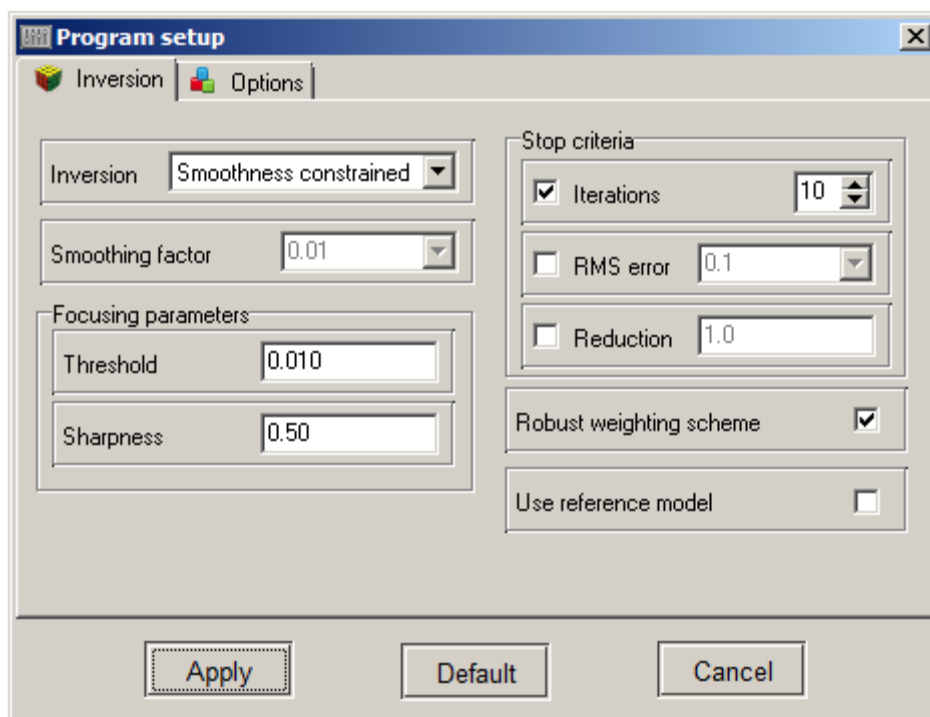 Program setup
Inversion
Options
Inversion
Smoothness constrained
Smoothing factor
0.01
Focusing parameters
Threshold
0.010
Sharpness
0.50
Stop criteria
Iterations
10
RMS error
0.1
Reduction
1.0
Robust weighting scheme
Use reference model
Apply
Default
Cancel